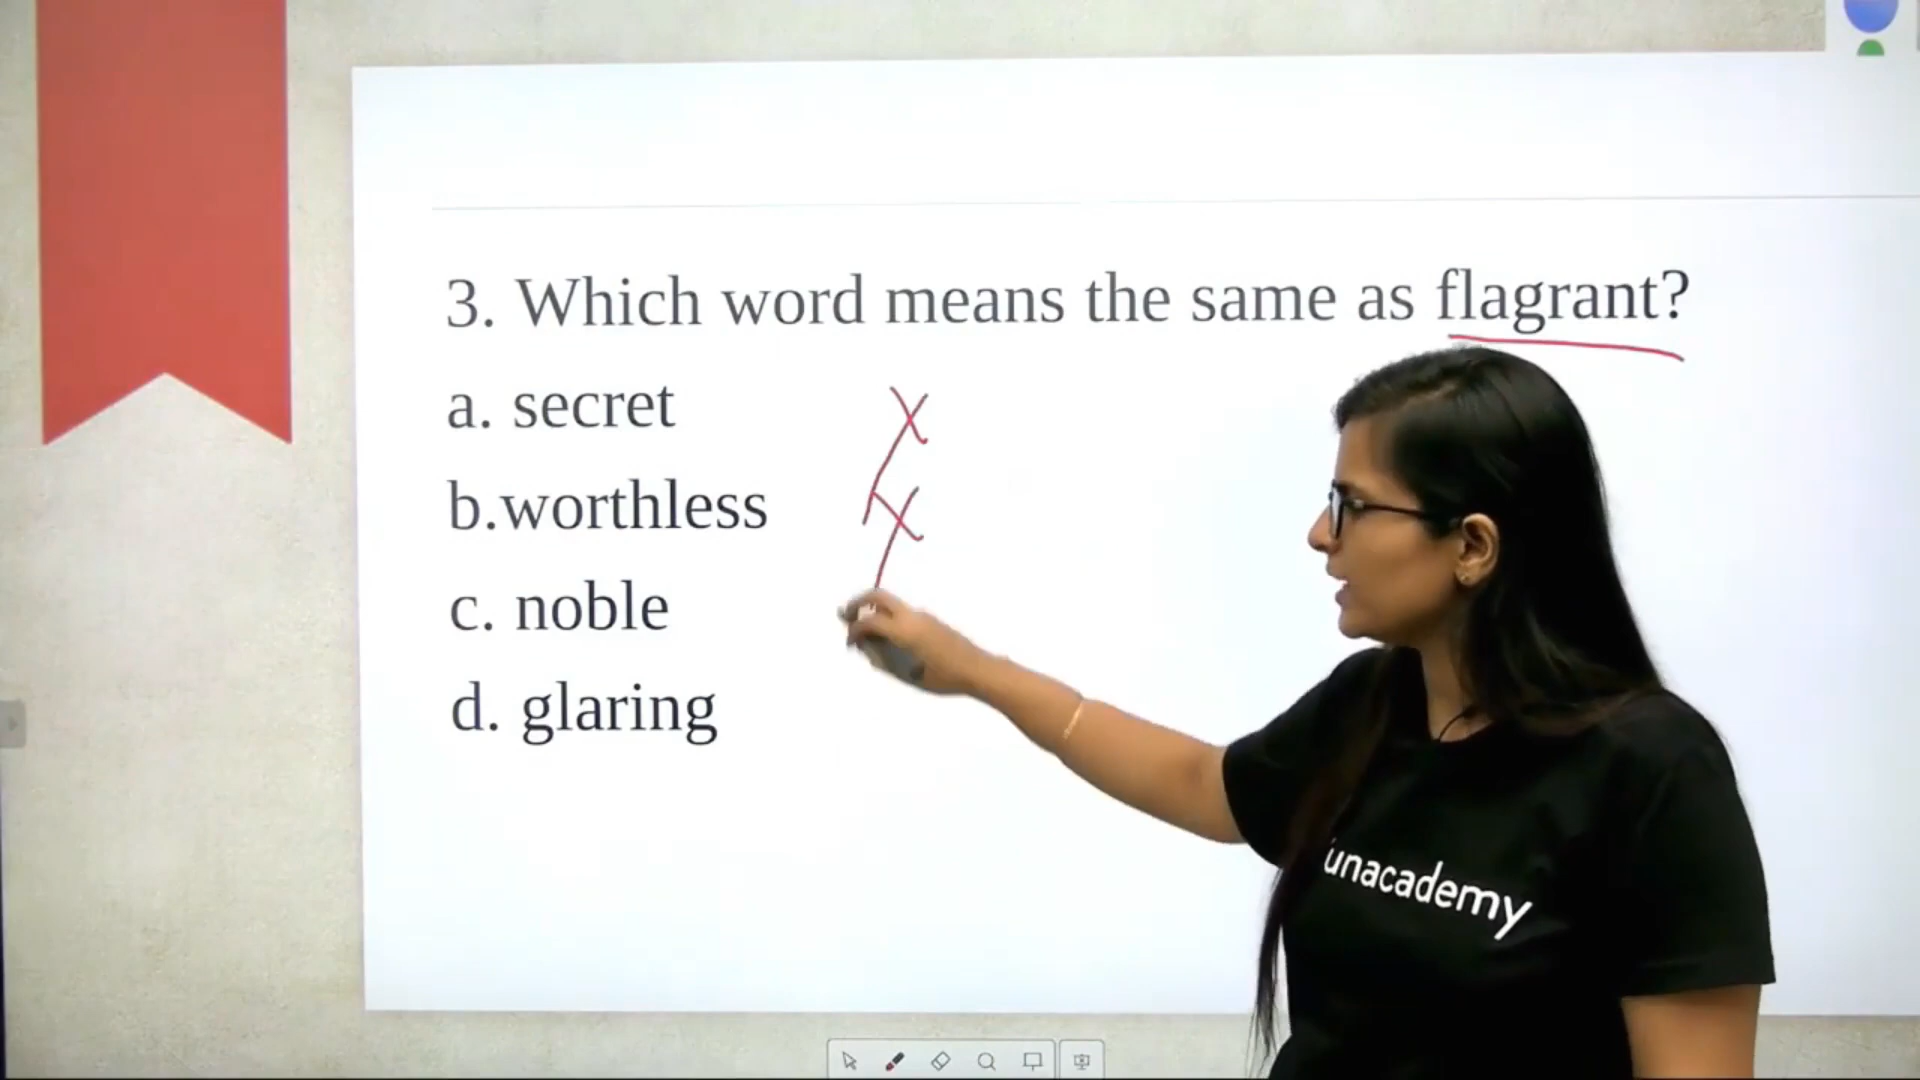 3. Which word means the same as flagrant?
a. secret
b.worthless
c. noble
d. glaring
unacademy